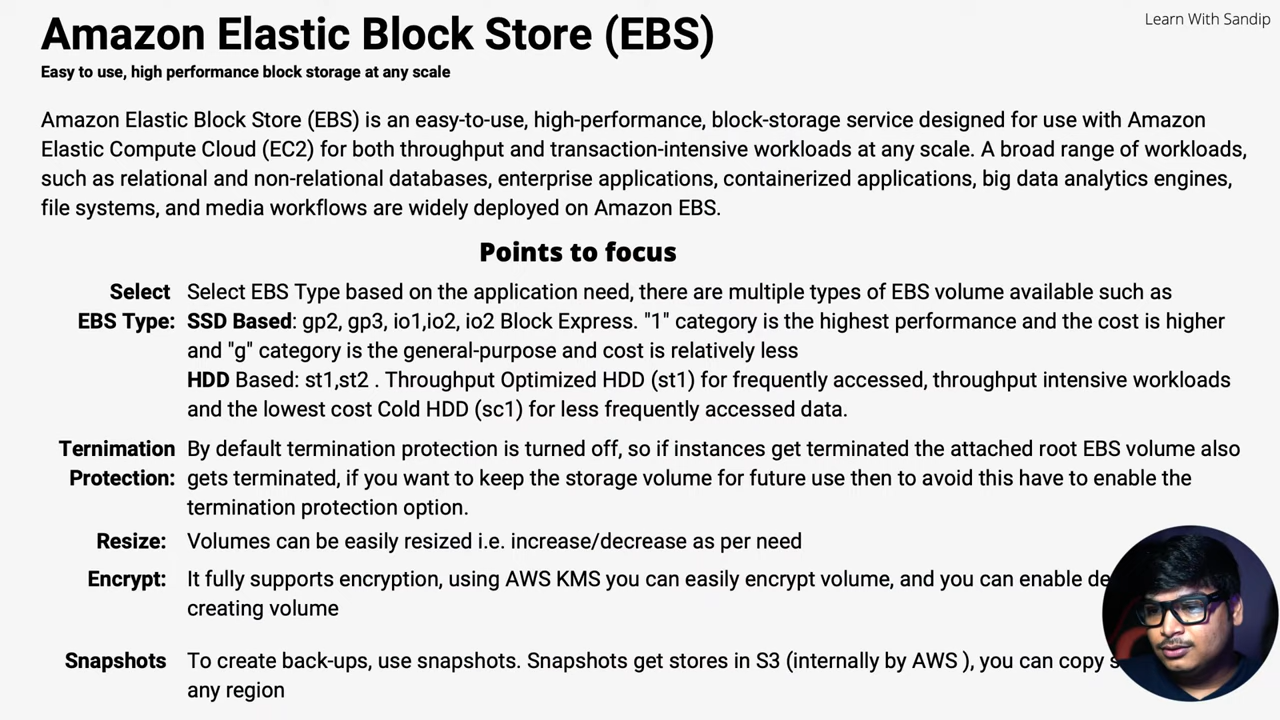 Learn With Sandip
Amazon Elastic Block Store (EBS)
Easy to use, high performance block storage at any scale
Amazon Elastic Block Store (EBS) is an easy-to-use, high-performance, block-storage service designed for use with Amazon
Elastic Compute Cloud (EC2) for both throughput and transaction-intensive workloads at any scale. A broad range of workloads,
such as relational and non-relational databases, enterprise applications, containerized applications, big data analytics engines,
file systems, and media workflows are widely deployed on Amazon EBS.
Points to focus
Select Select EBS Type based on the application need, there are multiple types of EBS volume available such as
EBS Type: SSD Based: gp2, gp3, io1,io2, io2 Block Express. "1" category is the highest performance and the cost is higher
and "g" category is the general-purpose and cost is relatively less
HDD Based: st1,st2 . Throughput Optimized HDD (st1) for frequently accessed, throughput intensive workloads
and the lowest cost Cold HDD (sc1) for less frequently accessed data.
Ternimation By default termination protection is turned off, so if instances get terminated the attached root EBS volume also
Protection: gets terminated, if you want to keep the storage volume for future use then to avoid this have to enable the
termination protection option.
Resize: Volumes can be easily resized i.e. increase/decrease as per need
Encrypt: It fully supports encryption, using AWS KMS you can easily encrypt volume, and you can enable
creating volume
Snapshots To create back-ups, use snapshots. Snapshots get stores in S3 (internally by AWS ), you can copy
any region